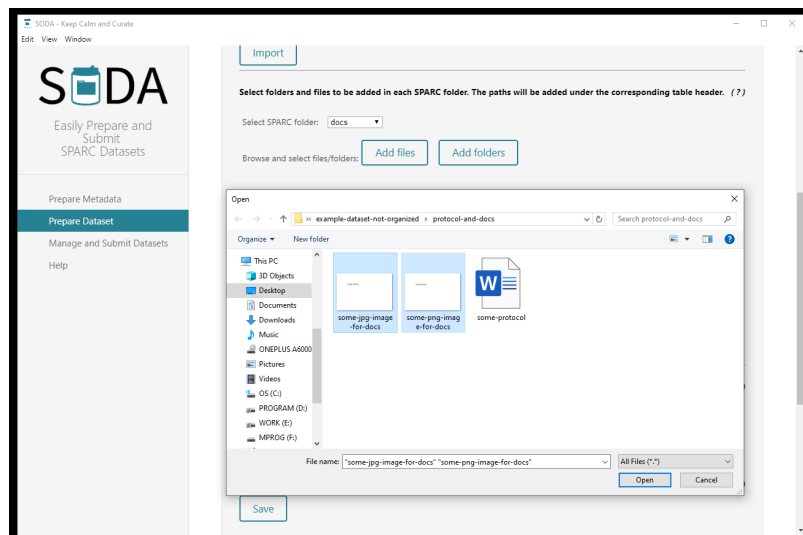 SODA - Keep Calm and Curate
Edit View Window
SODA
Easily Prepare and
Submit
SPARC Datasets
Prepare Metadata
Prepare Dataset
Manage and Submit Datasets
Help
Import
Select folders and files to be added in each SPARC folder. The paths will be added under the corresponding table header. (?)
Select SPARC folder: docs
Browse and select files/folders: Add files Add folders
Open
« example-dataset-not-organized › protocol-and-docs
Search protocol-and-docs
Organize New folder
This PC
3D Objects
Desktop
Documents
Downloads
Music
ONEPLUS A6000
Pictures
Videos
OS (C:)
PROGRAM (D:)
WORK (E:)
MPROG (F:)
some-jpg-image
-for-docs
some-png-imag
e-for-docs
W
some-protocol
File name: "some-jpg-image-for-docs" "some-png-image-for-docs"
All Files (*.*)
Open Cancel
Save